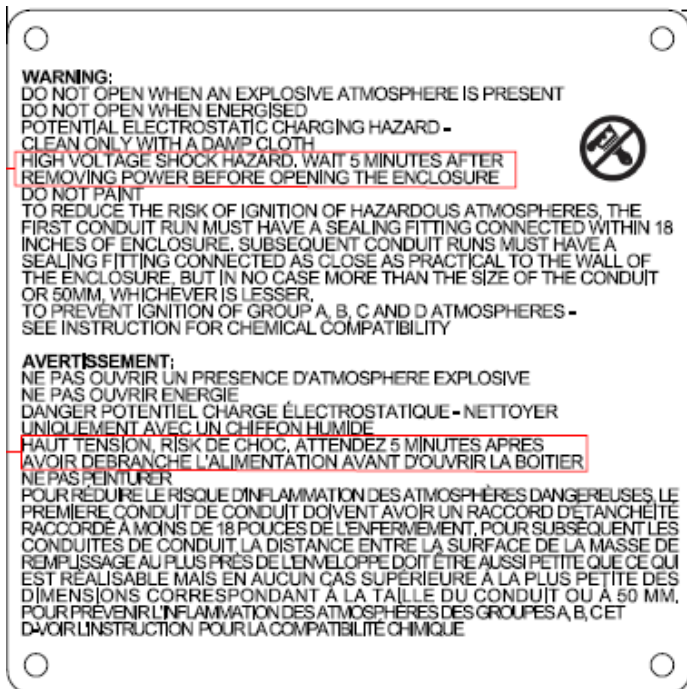 WARNING:
DO NOT OPEN WHEN AN EXPLOSIVE ATMOSPHERE IS PRESENT
DO NOT OPEN WHEN ENERGISED
POTENTIAL ELECTROSTATIC CHARGING HAZARD -
CLEAN ONLY WITH A DAMP CLOTH
HIGH VOLTAGE SHOCK HAZARD, WAIT 5 MINUTES AFTER
REMOVING POWER BEFORE OPENING THE ENCLOSURE
DO NOT PAINT
TO REDUCE THE RISK OF IGNITION OF HAZARDOUS ATMOSPHERES, THE
FIRST CONDUIT RUN MUST HAVE A SEALING FITTING CONNECTED WITHIN 18
INCHES OF ENCLOSURE. SUBSEQUENT CONDUIT RUNS MUST HAVE A
SEALING FITTING CONNECTED AS CLOSE AS PRACTICAL TO THE WALL OF
THE ENCLOSURE, BUT IN NO CASE MORE THAN THE SIZE OF THE CONDUIT
OR 50MM, WHICHEVER IS LESSER.
TO PREVENT IGNITION OF GROUP A, B, C AND D ATMOSPHERES -
SEE INSTRUCTION FOR CHEMICAL COMPATIBILITY
AVERTISSEMENT:
NE PAS OUVRIR UN PRESENCE D'ATMOSPHERE EXPLOSIVE
NE PAS OUVRIR ENERGIE
DANGER POTENTIEL CHARGE ÉLECTROSTATIQUE - NETTOYER
UNIQUEMENT AVEC UN CHIFFON HUMIDE
HAUT TENSION, RISK DE CHOC, ATTENDEZ 5 MINUTES APRES
AVOIR DEBRANCHE L'ALIMENTATION AVANT D'OUVRIR LA BOITIER
NE PAS PEINTURER
POUR RÉDUIRE LE RISQUE D'INFLAMMATION DES ATMOSPHÈRES DANGEREUSES, LE
PREMIERE CONDUIT DE CONDUIT DOIVENT AVOIR UN RACCORD D'ÉTANCHÉITÉ
RACCORDÉ À MOINS DE 18 POUCES DE L'ENFERMEMENT, POUR SUBSEQUENT LES
CONDUITES DE CONDUIT, LA DISTANCE ENTRE LA SURFACE DE LA MASSE DE
REMPLISSAGE AU PLUS PRÈS DE L'ENVELOPPE DOIT ÊTRE AUSSI PETITE QUE CE QUI
EST RÉALISABLE MAIS EN AUCUN CAS SUPÉRIEURE À LA PLUS PETITE DES
DIMENSIONS CORRESPONDANT À LA TAILLE DU CONDUIT OU À 50 MM.
POUR PRÉVENIR L'INFLAMMATION DES ATMOSPHÈRES DES GROUPES A, B, C ET
D-VOIR L'INSTRUCTION POUR LA COMPATIBILITÉ CHIMIQUE